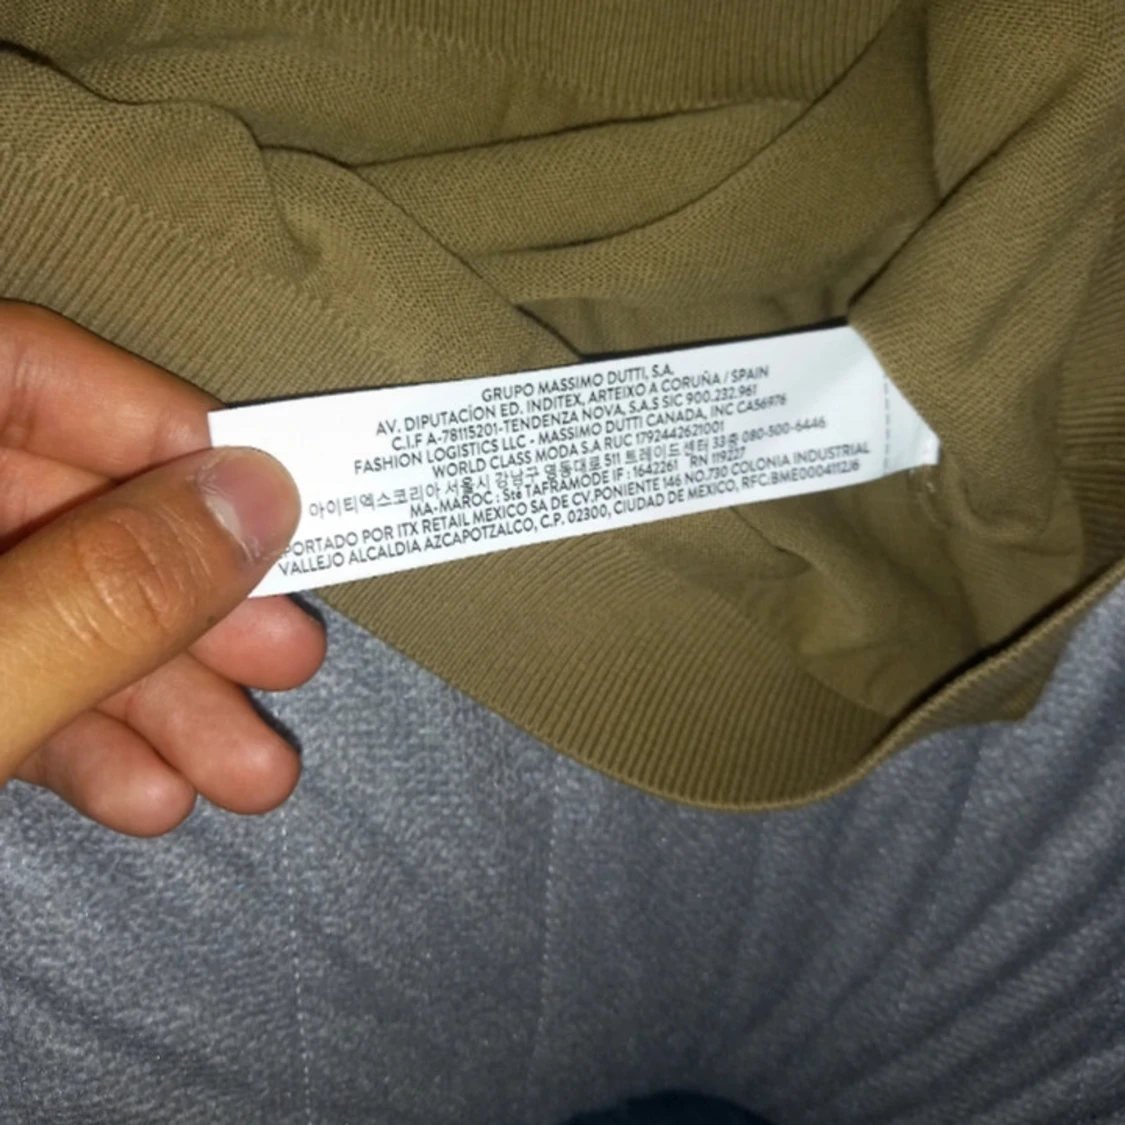 GRUPO MASSIMO DUTTI, S.A.
AV. DIPUTACÍON ED. INDITEX, ARTEIXO A CORUÑA / SPAIN
C.I.F A-78115201-TENDENZA NOVA, S.A.S SIC 900.232.961
FASHION LOGISTICS LLC - MASSIMO DUTTI CANADA, INC CA56976
WORLD CLASS MODA S.A RUC 1792442621001
아이티엑스코리아 서울시 강남구 영동대로 511 트레이드센터 33층 080-500-6446
MA-MAROC : Sté TAFRAMODE IF : 1642261 RN 119227
PORTADO POR ITX RETAIL MEXICO SA DE CV.PONIENTE 146 NO.730 COLONIA INDUSTRIAL
VALLEJO ALCALDIA AZCAPOTZALCO, C.P. 02300, CIUDAD DE MEXICO, RFC:BME0004112J6